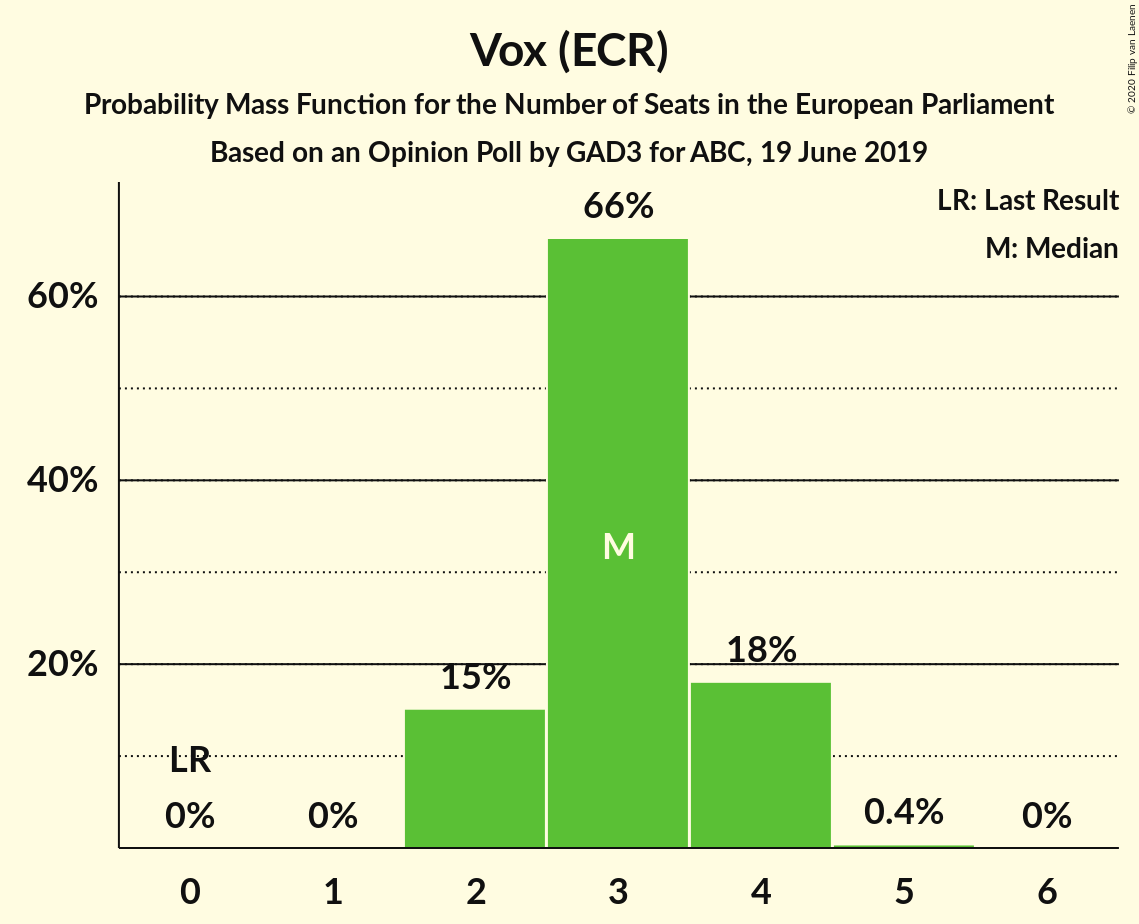 Vox (ECR)
Probability Mass Function for the Number of Seats in the European Parliament
Based on an Opinion Poll by GAD3 for ABC, 19 June 2019
© 2020 Filip van Laenen
LR: Last Result
M: Median
66%
60%
40%
M
20%
18%
15%
LR
0%
0%
0.4%
0%
0 1 2 3 4 5 6